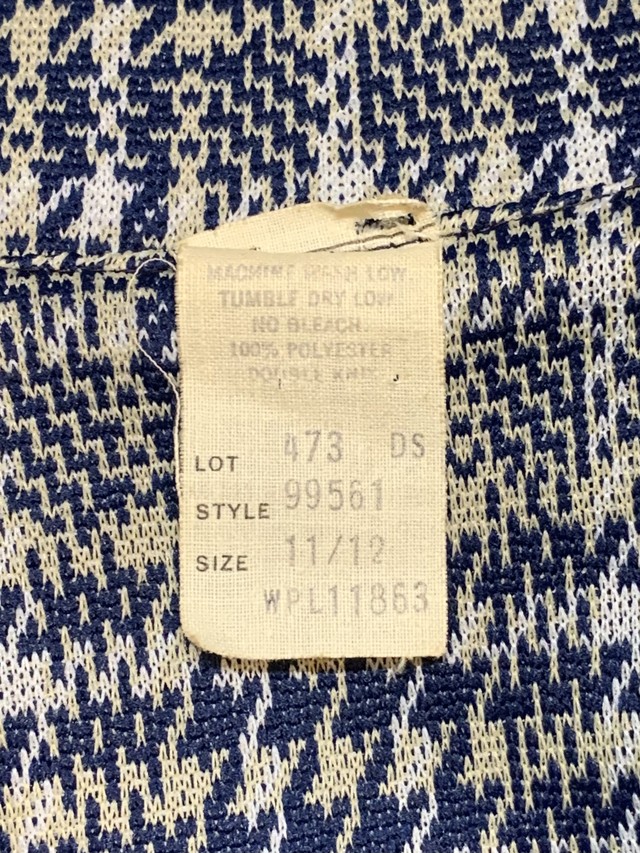 MACHINE WASH LOW
TUMBLE DRY LOW
NO BLEACH.
100% POLYESTER
DOUBLE KNIT
LOT 473 DS
STYLE 99561
SIZE 11/12
WPL11863